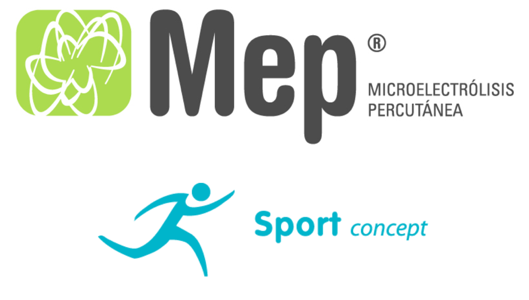 Mep®
MICROELECTRÓLISIS
PERCUTÁNEA
Sport concept